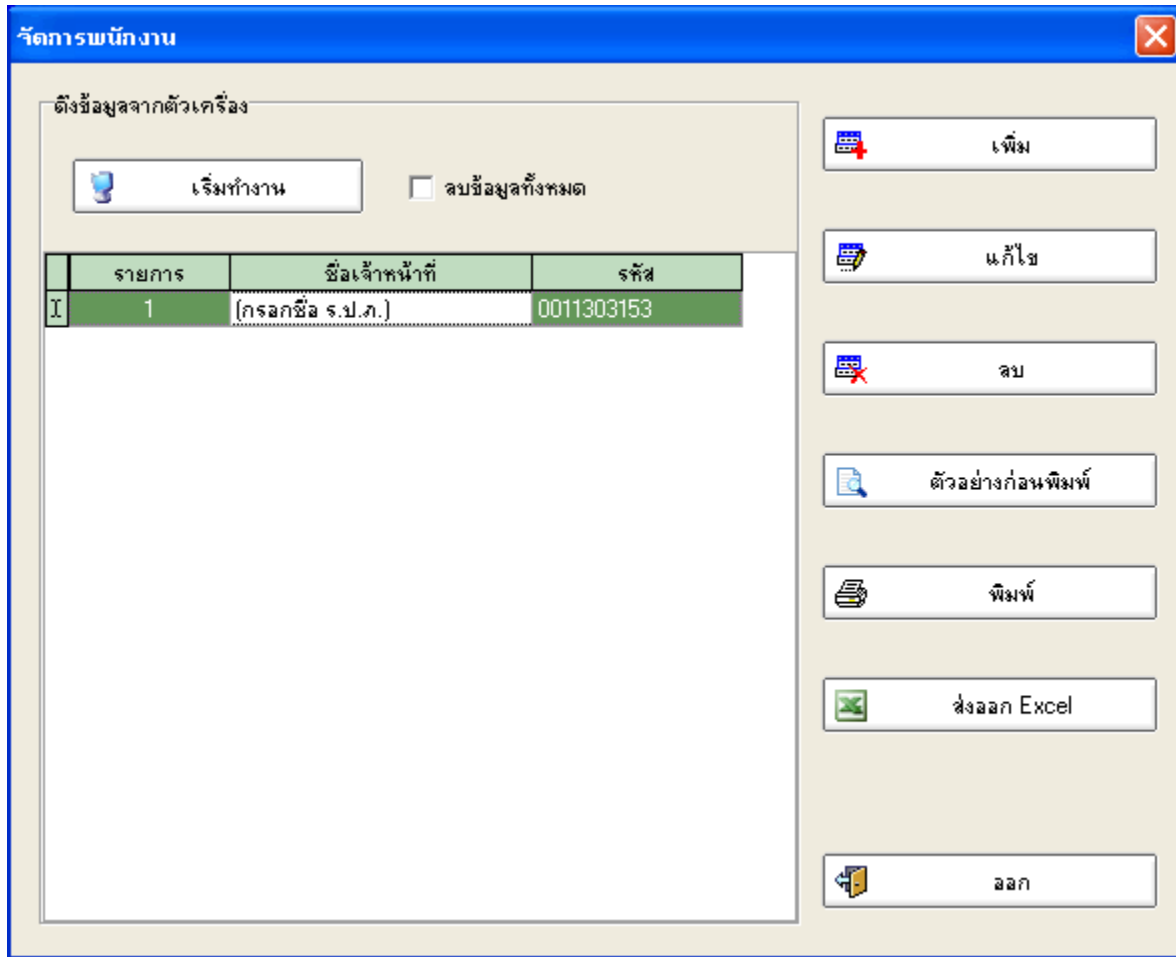 จัดการพนักงาน
ดึงข้อมูลจากตัวเครื่อง
เริ่มทำงาน
ลบข้อมูลทั้งหมด
รายการ ชื่อเจ้าหน้าที่ รหัส
1 (กรอกชื่อ ร.ป.ภ.) 0011303153
เพิ่ม
แก้ไข
ลบ
ตัวอย่างก่อนพิมพ์
พิมพ์
ส่งออก Excel
ออก